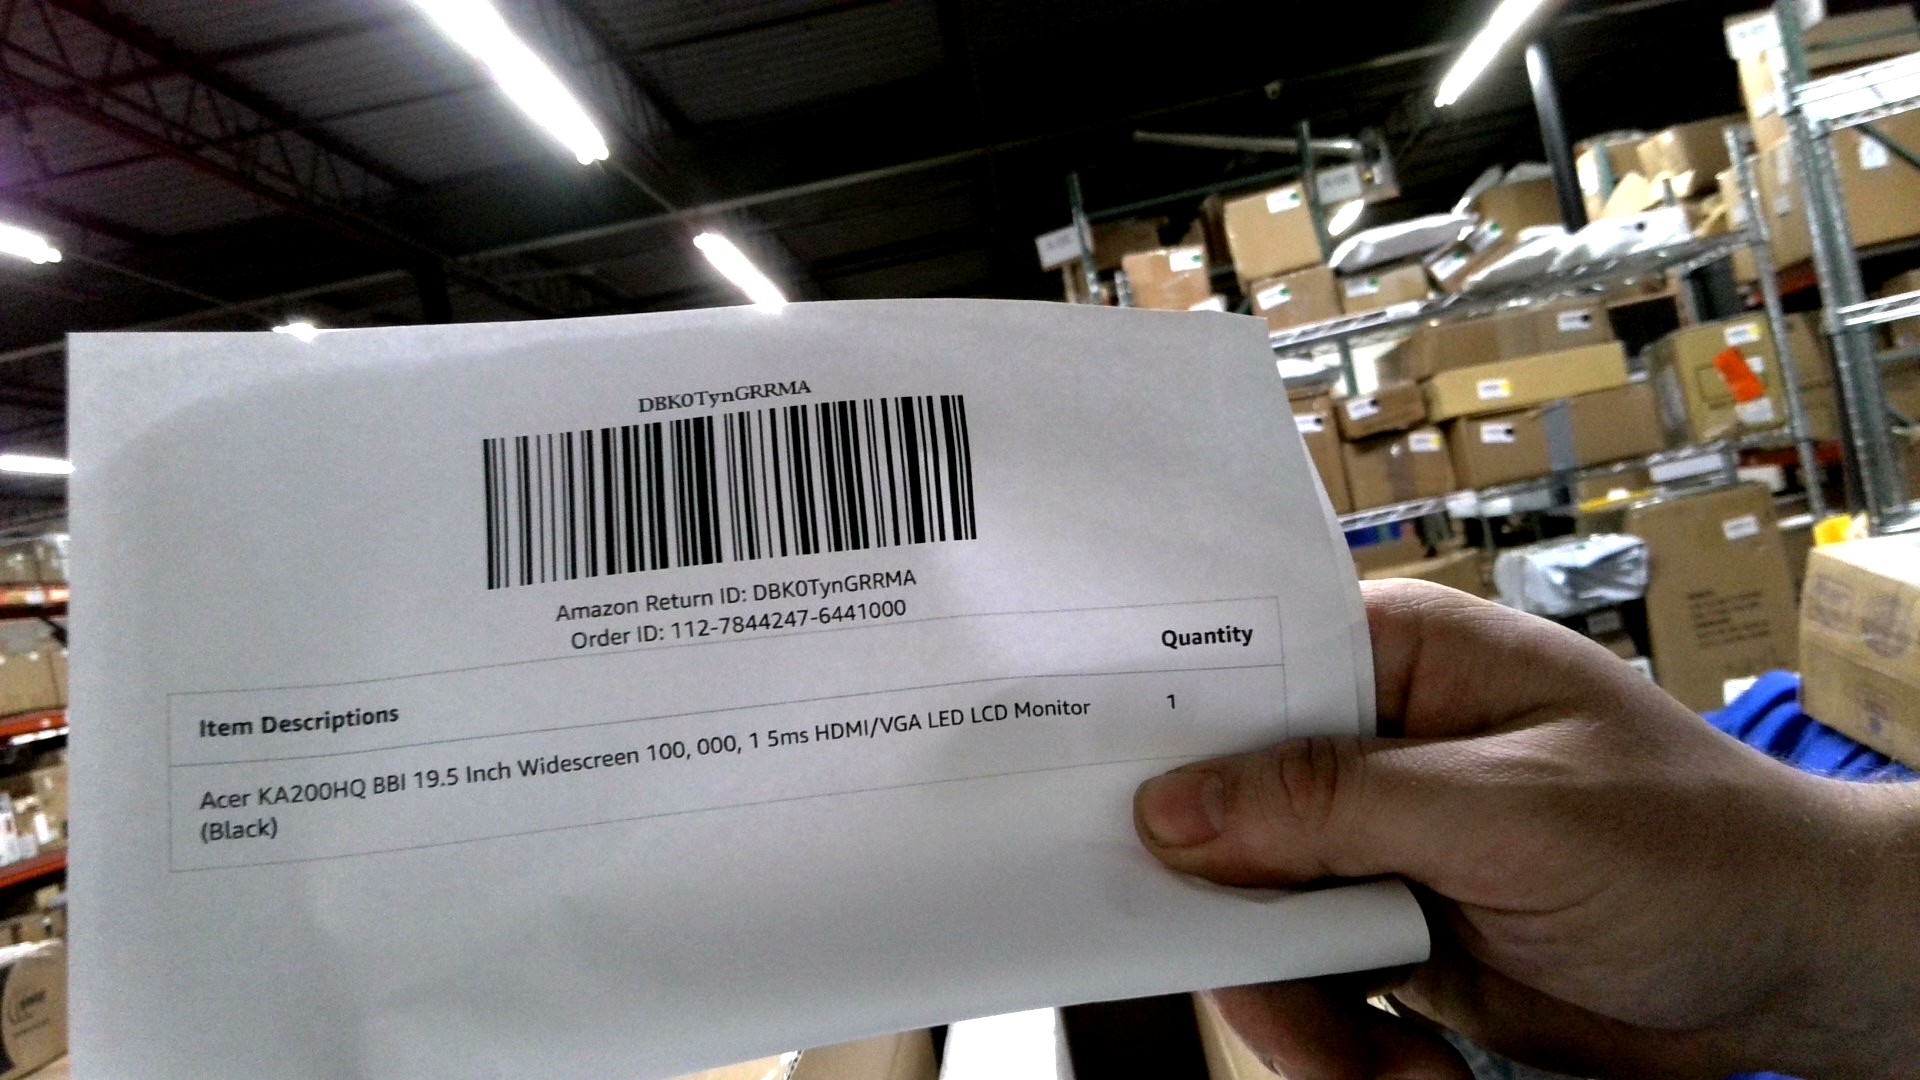 DBK0TynGRRMA
Amazon Return ID: DBK0TynGRRMA
Order ID: 112-7844247-6441000
Item Descriptions Quantity
Acer KA200HQ BBI 19.5 Inch Widescreen 100, 000, 1 5ms HDMI/VGA LED LCD Monitor 1
(Black)